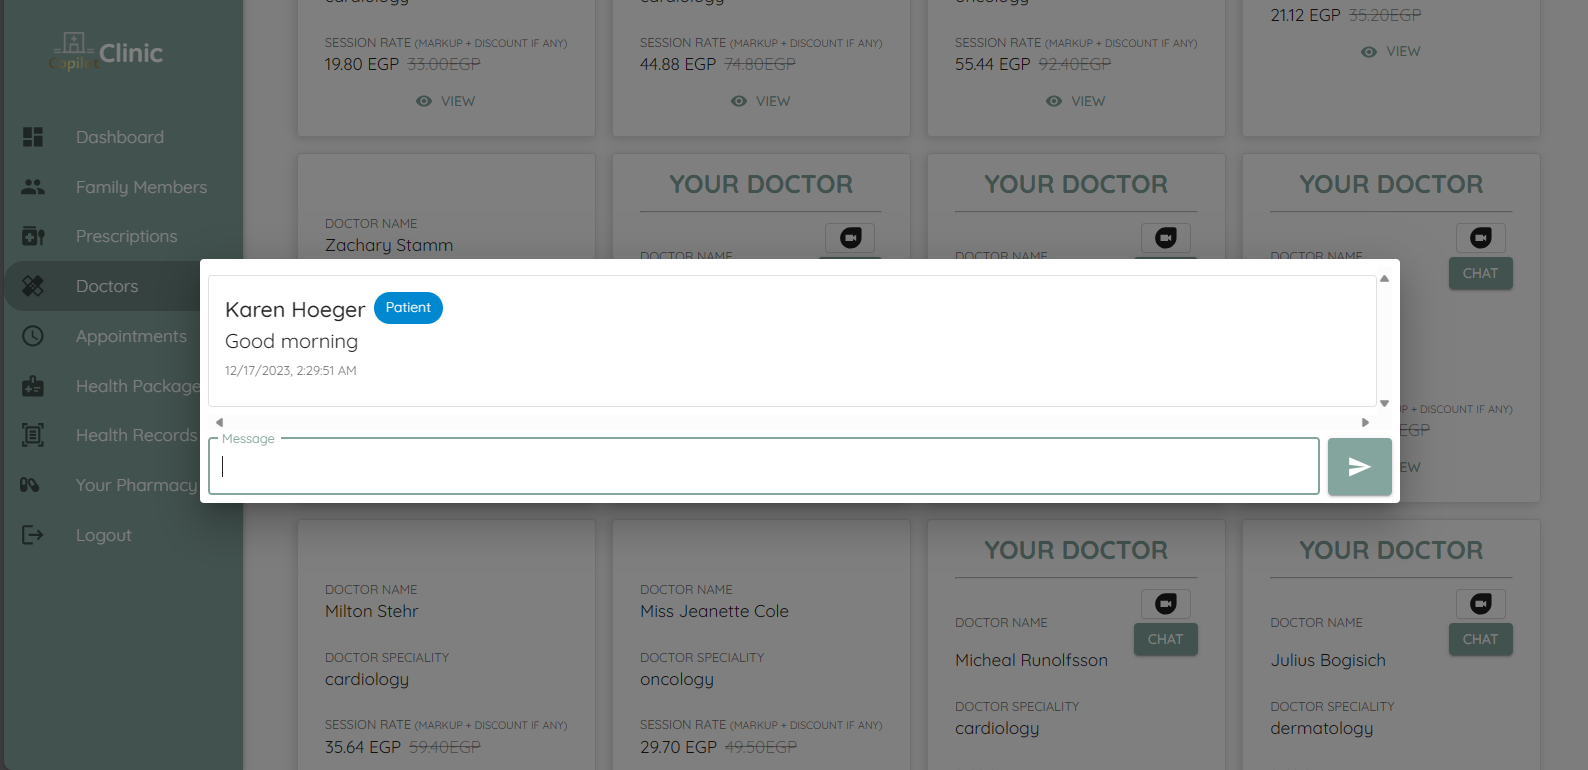 Copilot Clinic
Dashboard
Family Members
Prescriptions
Doctors
Appointments
Health Package
Health Records
Your Pharmacy
Logout
SESSION RATE (MARKUP + DISCOUNT IF ANY)
19.80 EGP 33.00EGP
VIEW
SESSION RATE (MARKUP + DISCOUNT IF ANY)
44.88 EGP 74.80EGP
VIEW
SESSION RATE (MARKUP + DISCOUNT IF ANY)
55.44 EGP 92.40EGP
VIEW
21.12 EGP 35.20EGP
VIEW
DOCTOR NAME
Zachary Stamm
YOUR DOCTOR
DOCTOR NAME
YOUR DOCTOR
DOCTOR NAME
YOUR DOCTOR
DOCTOR NAME
CHAT
Karen Hoeger Patient
Good morning
12/17/2023, 2:29:51 AM
Message
P + DISCOUNT IF ANY)
EGP
EW
DOCTOR NAME
Milton Stehr
DOCTOR SPECIALITY
cardiology
SESSION RATE (MARKUP + DISCOUNT IF ANY)
35.64 EGP 59.40EGP
DOCTOR NAME
Miss Jeanette Cole
DOCTOR SPECIALITY
oncology
SESSION RATE (MARKUP + DISCOUNT IF ANY)
29.70 EGP 49.50EGP
YOUR DOCTOR
DOCTOR NAME
CHAT
Micheal Runolfsson
DOCTOR SPECIALITY
cardiology
YOUR DOCTOR
DOCTOR NAME
CHAT
Julius Bogisich
DOCTOR SPECIALITY
dermatology